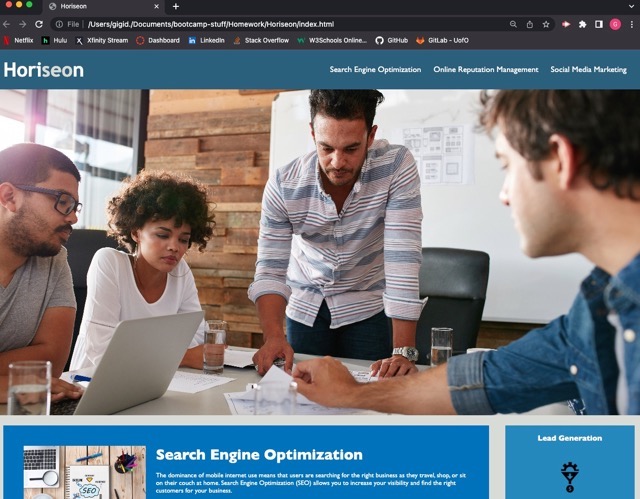 Horiseon
File | /Users/gigid./Documents/bootcamp-stuff/Homework/Horiseon/index.html
Netflix Hulu Xfinity Stream Dashboard LinkedIn Stack Overflow W3Schools Online... GitHub GitLab - UofO
Horiseon Search Engine Optimization Online Reputation Management Social Media Marketing
Search Engine Optimization
The dominance of mobile internet use means that users are searching for the right business as they travel, shop, or sit
on their couch at home. Search Engine Optimization (SEO) allows you to increase your visibility and find the right
customers for your business.
SEO
Lead Generation